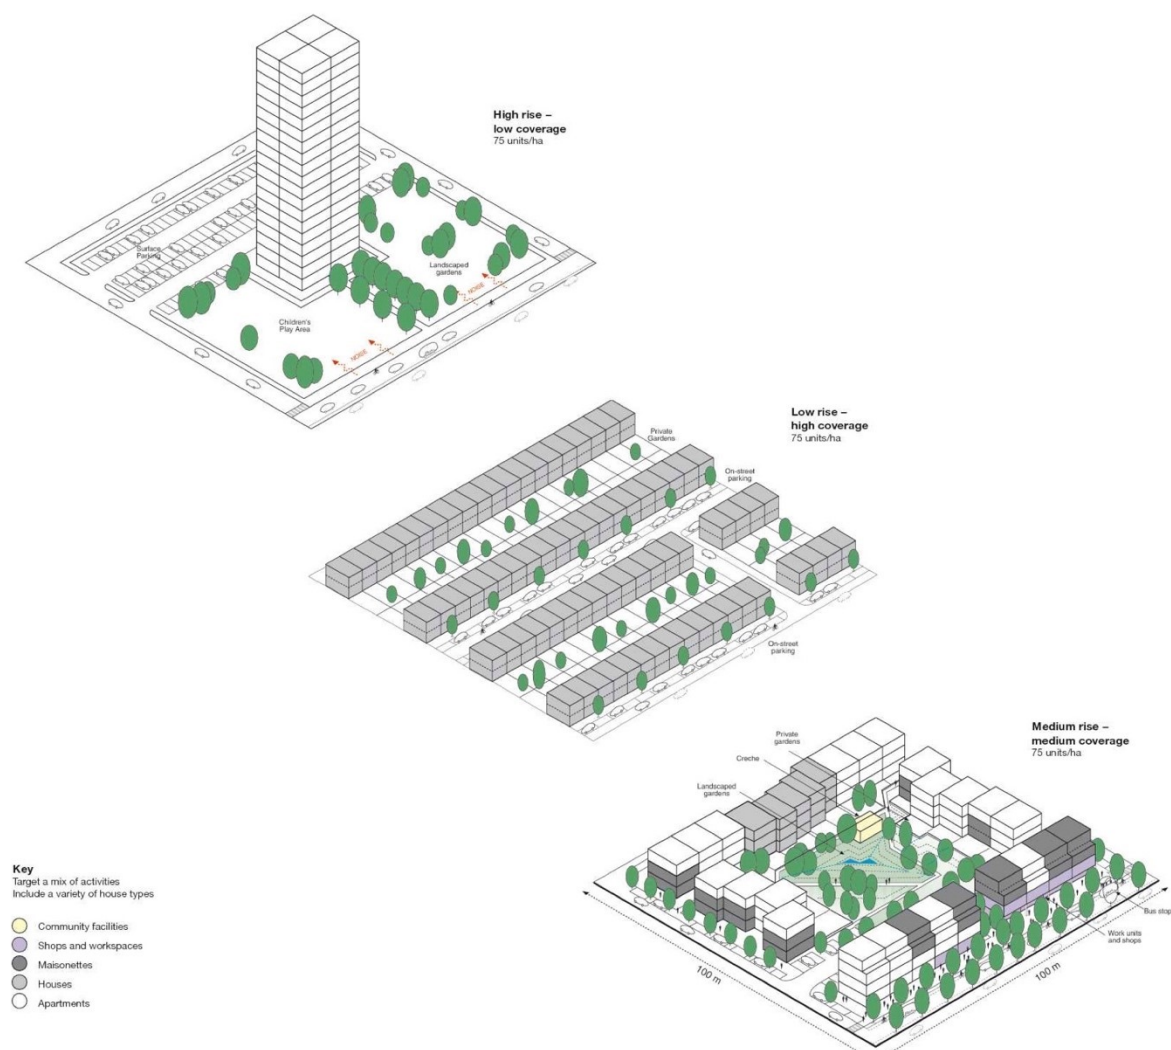 High rise –
low coverage
75 units/ha
Surface
Parking
Landscaped
gardens
NOISE
Children's
Play Area
NOISE
Low rise –
high coverage
75 units/ha
Private
Gardens
On-street
parking
On-street
parking
Medium rise –
medium coverage
75 units/ha
Private
gardens
Creche
Landscaped
gardens
Bus stop
Work units
and shops
100 m
100 m
Key
Target a mix of activities
Include a variety of house types
Community facilities
Shops and workspaces
Maisonettes
Houses
Apartments